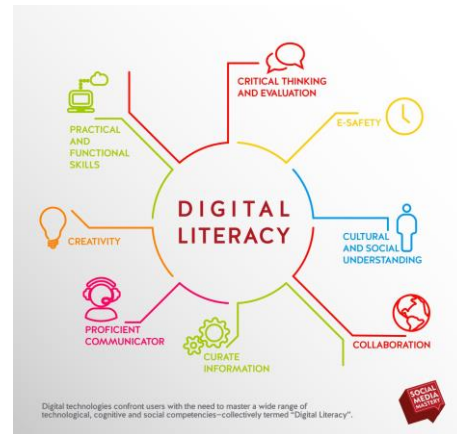 CRITICAL THINKING
AND EVALUATION
PRACTICAL
AND
FUNCTIONAL
SKILLS
E-SAFETY
DIGITAL
LITERACY
CREATIVITY
CULTURAL
AND SOCIAL
UNDERSTANDING
PROFICIENT
COMMUNICATOR
CURATE
INFORMATION
COLLABORATION
SOCIAL
MEDIA
MASTERY
Digital technologies confront users with the need to master a wide range of
technological, cognitive and social competencies–collectively termed "Digital Literacy".